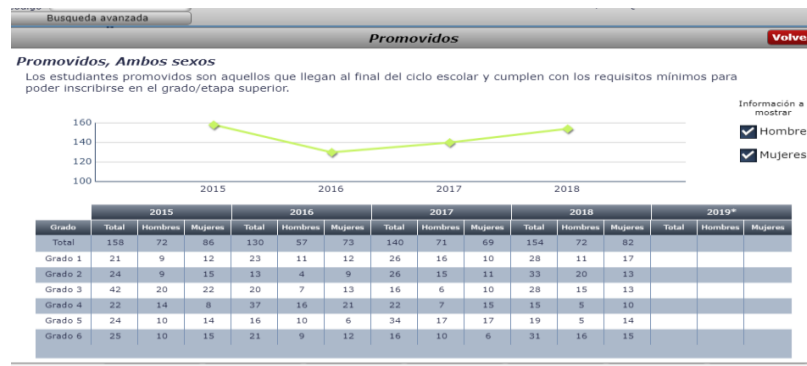 Busqueda avanzada
Promovidos
Volve
Promovidos, Ambos sexos
Los estudiantes promovidos son aquellos que llegan al final del ciclo escolar y cumplen con los requisitos mínimos para
poder inscribirse en el grado/etapa superior.
Información a
mostrar
Hombre
Mujeres
160
140
120
100
2015 2016 2017 2018
2015 2016 2017 2018 2019*
Grado Total Hombres Mujeres Total Hombres Mujeres Total Hombres Mujeres Total Hombres Mujeres Total Hombres Mujeres
Total 158 72 86 130 57 73 140 71 69 154 72 82
Grado 1 21 9 12 23 11 12 26 16 10 28 11 17
Grado 2 24 9 15 13 4 9 26 15 11 33 20 13
Grado 3 42 20 22 20 7 13 16 6 10 28 15 13
Grado 4 22 14 8 37 16 21 22 7 15 15 5 10
Grado 5 24 10 14 16 10 6 34 17 17 19 5 14
Grado 6 25 10 15 21 9 12 16 10 6 31 16 15